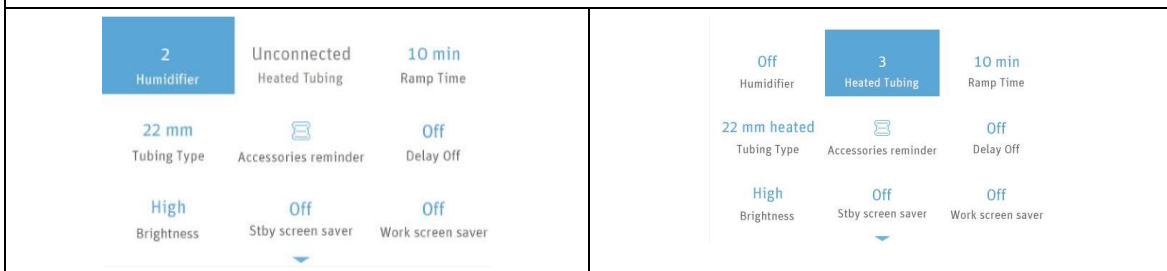 2 Unconnected 10 min
Humidifier Heated Tubing Ramp Time
22 mm Off
Tubing Type Accessories reminder Delay Off
High Off Off
Brightness Stby screen saver Work screen saver
Off 3 10 min
Humidifier Heated Tubing Ramp Time
22 mm heated Off
Tubing Type Accessories reminder Delay Off
High Off Off
Brightness Stby screen saver Work screen saver